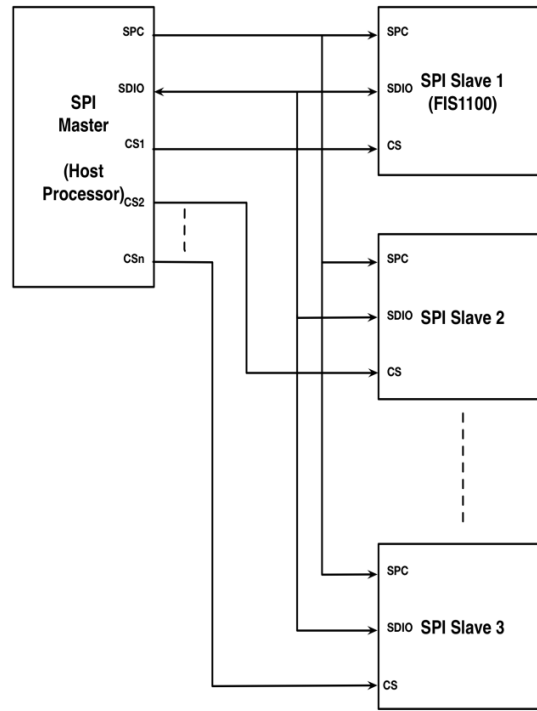 SPC
SDIO
SPI
Master
CS1
(Host
Processor)
CS2
CSn
SPC
SDIO
SPI Slave 1
(FIS1100)
CS
SPC
SDIO
SPI Slave 2
CS
SPC
SDIO
SPI Slave 3
CS